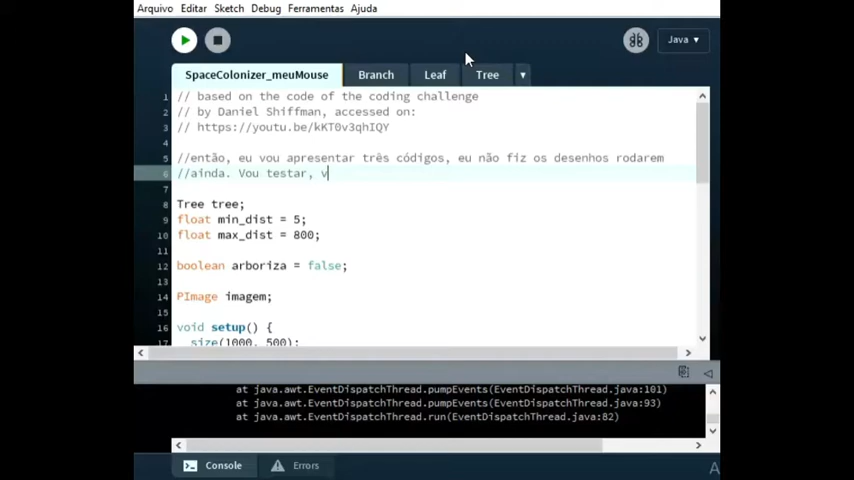 Arquivo Editar Sketch Debug Ferramentas Ajuda
Java
SpaceColonizer_meuMouse Branch Leaf Tree
1 // based on the code of the coding challenge
2 // by Daniel Shiffman, accessed on:
3 // https://youtu.be/kKT0v3qhIQY
4
5 //então, eu vou apresentar três códigos, eu não fiz os desenhos rodarem
6 //ainda. Vou testar, v
7
8 Tree tree;
9 float min_dist = 5;
10 float max_dist = 800;
11
12 boolean arboriza = false;
13
14 PImage imagem;
15
16 void setup() {
17 size(1000, 500);
at java.awt.EventDispatchThread.pumpEvents(EventDispatchThread.java:101)
at java.awt.EventDispatchThread.pumpEvents(EventDispatchThread.java:93)
at java.awt.EventDispatchThread.run(EventDispatchThread.java:82)
Console Errors
A